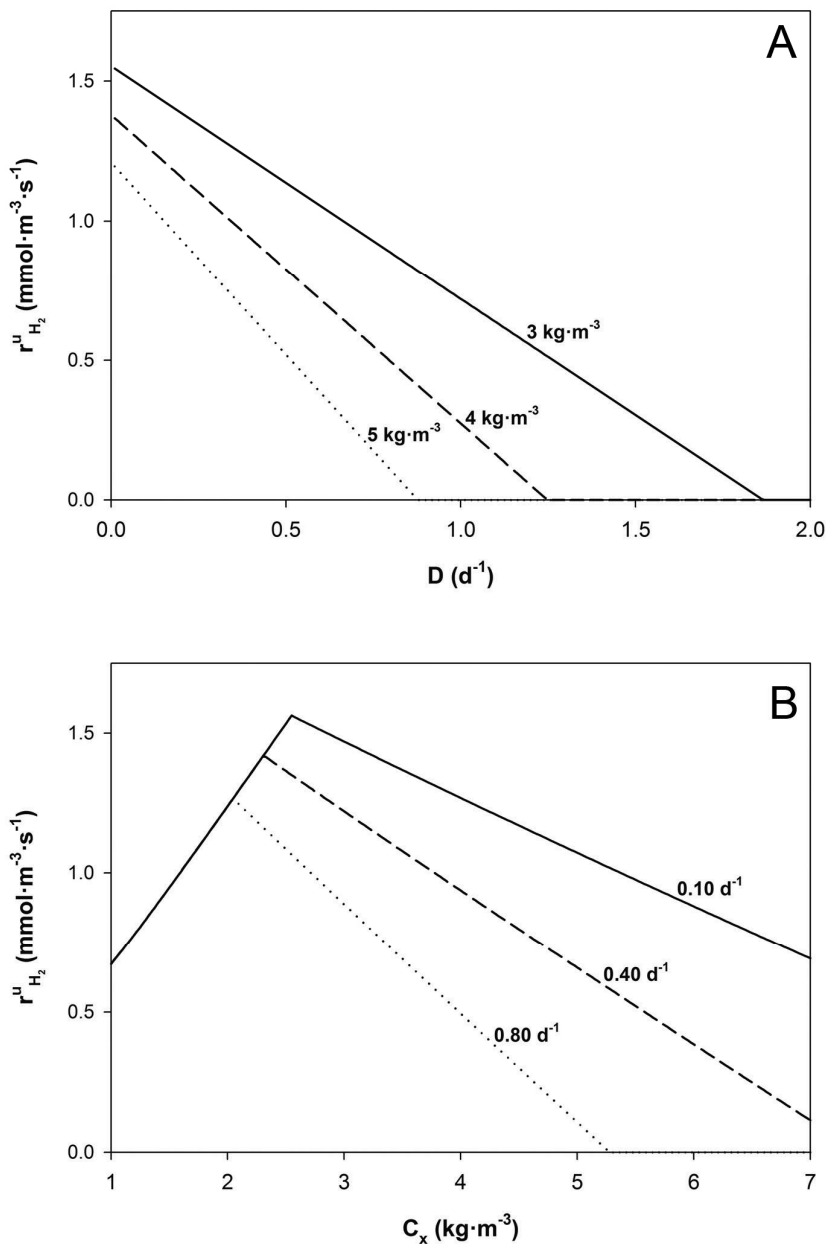 A
1.5
1.0
0.5
0.0
r^u_H₂ (mmol·m⁻³·s⁻¹)
3 kg·m⁻³
4 kg·m⁻³
5 kg·m⁻³
0.0 0.5 1.0 1.5 2.0
D (d⁻¹)
B
1.5
1.0
0.5
0.0
r^u_H₂ (mmol·m⁻³·s⁻¹)
0.10 d⁻¹
0.40 d⁻¹
0.80 d⁻¹
1 2 3 4 5 6 7
Cₓ (kg·m⁻³)